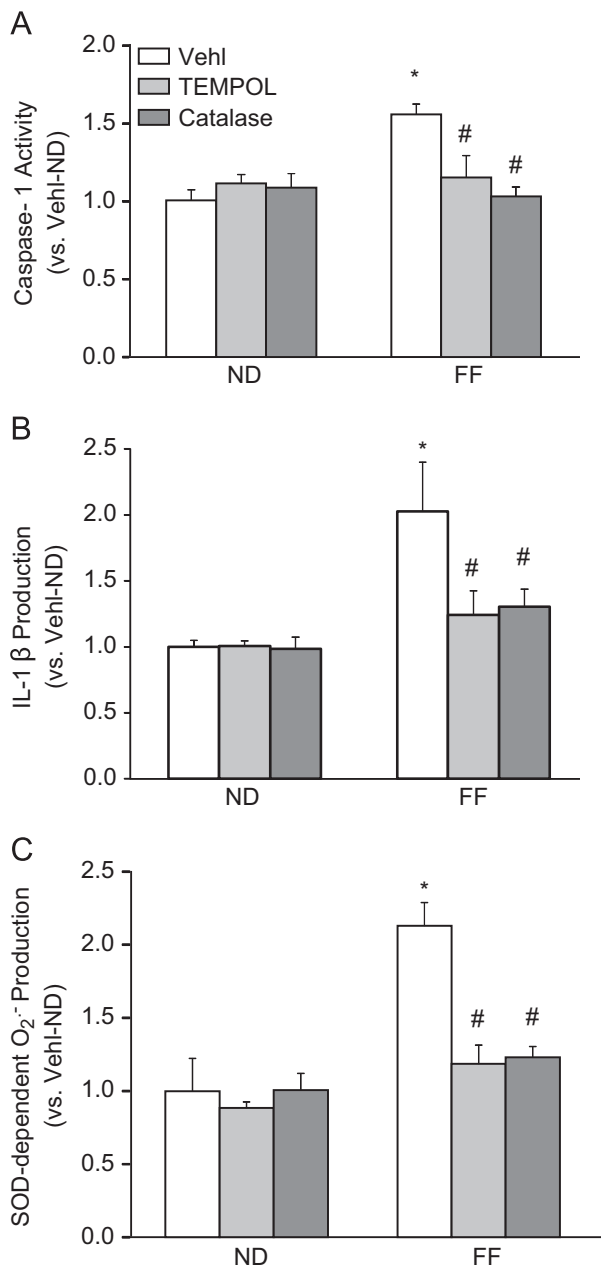 A
Caspase- 1 Activity
(vs. Vehl-ND)
2.0
1.5
1.0
0.5
0.0
Vehl
TEMPOL
Catalase
*
#
#
ND
FF
B
IL-1 β Production
(vs. Vehl-ND)
2.5
2.0
1.5
1.0
0.5
0.0
*
#
#
ND
FF
C
SOD-dependent O₂·⁻ Production
(vs. Vehl-ND)
2.5
2.0
1.5
1.0
0.5
0.0
*
#
#
ND
FF